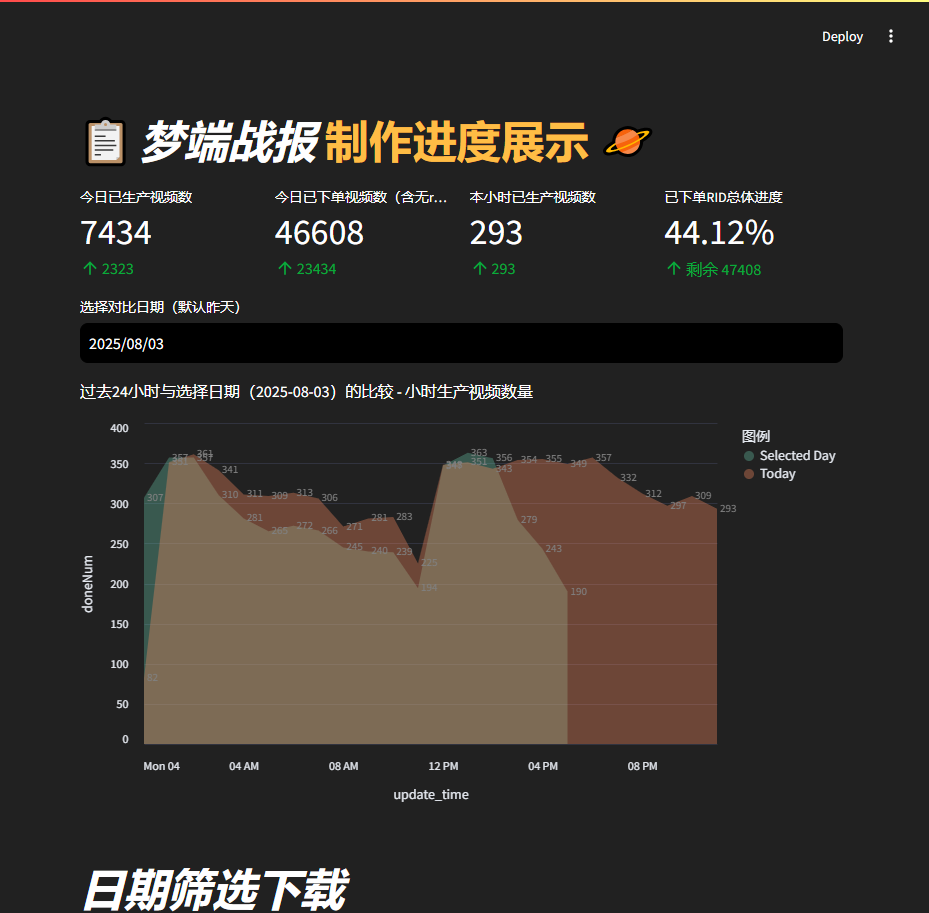 Deploy
梦端战报 制作进度展示
今日已生产视频数
7434
2323
今日已下单视频数（含无r...
46608
23434
本小时已生产视频数
293
293
已下单RID总体进度
44.12%
剩余 47408
选择对比日期（默认昨天）
2025/08/03
过去24小时与选择日期（2025-08-03）的比较 - 小时生产视频数量
图例
Selected Day
Today
doneNum
400
350
300
250
200
150
100
50
0
307 357 357 310 281 265 272 266 245 240 239 194 348 363 356 279 243 190
82 361 341 311 309 313 306 271 281 283 225 351 343 354 355 349 357 332 312 297 309 293
Mon 04 04 AM 08 AM 12 PM 04 PM 08 PM
update_time
日期筛选下载